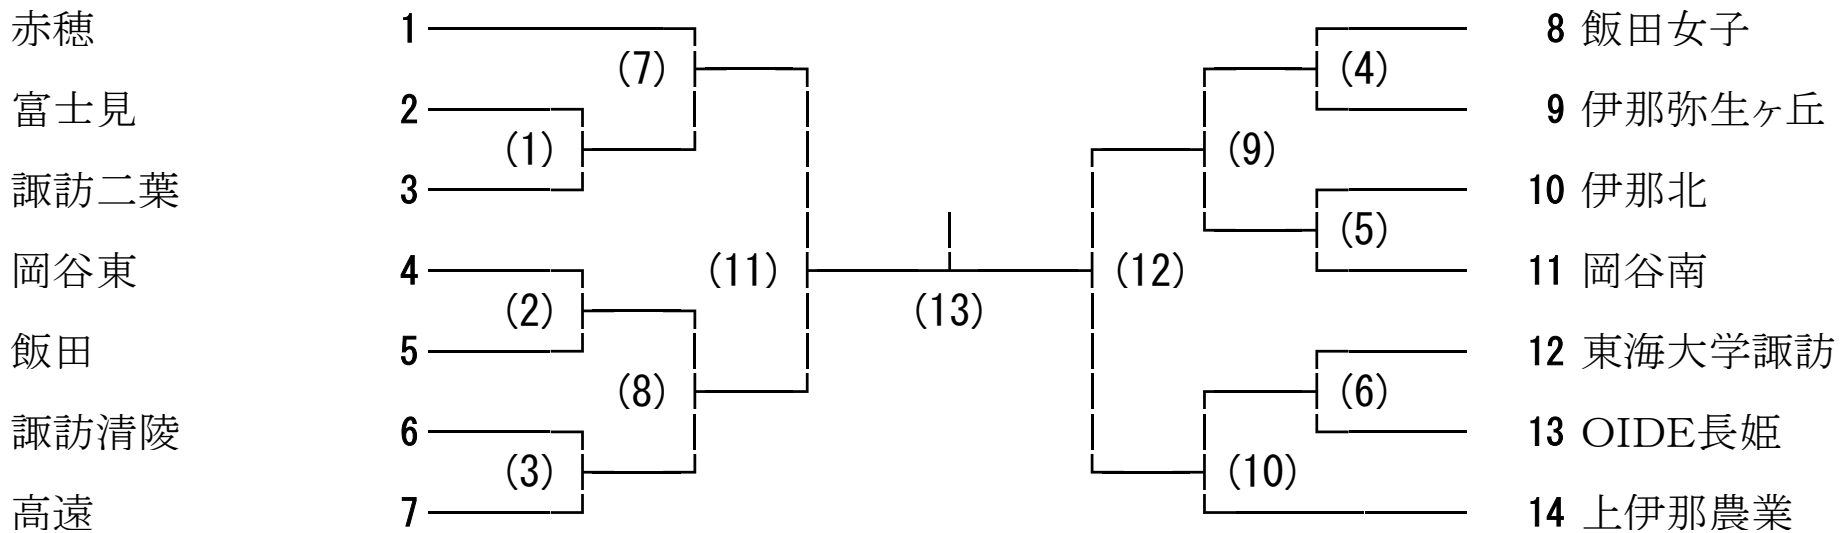 赤穂 1 8 飯田女子
(7) (4)
富士見 2 9 伊那弥生ヶ丘
(1) (9)
諏訪二葉 3 10 伊那北
(5)
岡谷東 4 (11) (12) 11 岡谷南
(2) (13)
飯田 5 12 東海大学諏訪
(8) (6)
諏訪清陵 6 13 OIDE長姫
(3) (10)
高遠 7 14 上伊那農業